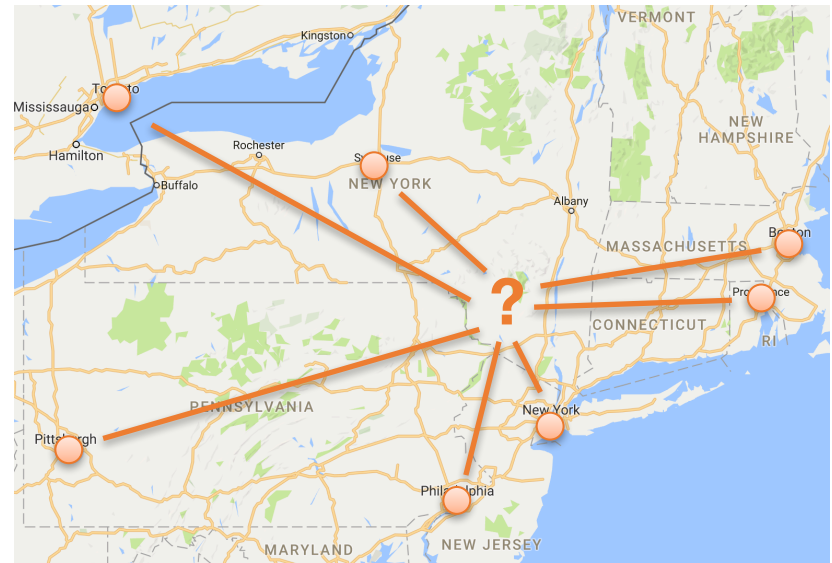 VERMONT
Kingston
Toronto
Mississauga
NEW
HAMPSHIRE
Hamilton
Rochester
Syracuse
NEW YORK
Buffalo
Albany
Boston
MASSACHUSETTS
Providence
?
CONNECTICUT
RI
PENNSYLVANIA
New York
Pittsburgh
Philadelphia
MARYLAND
NEW JERSEY